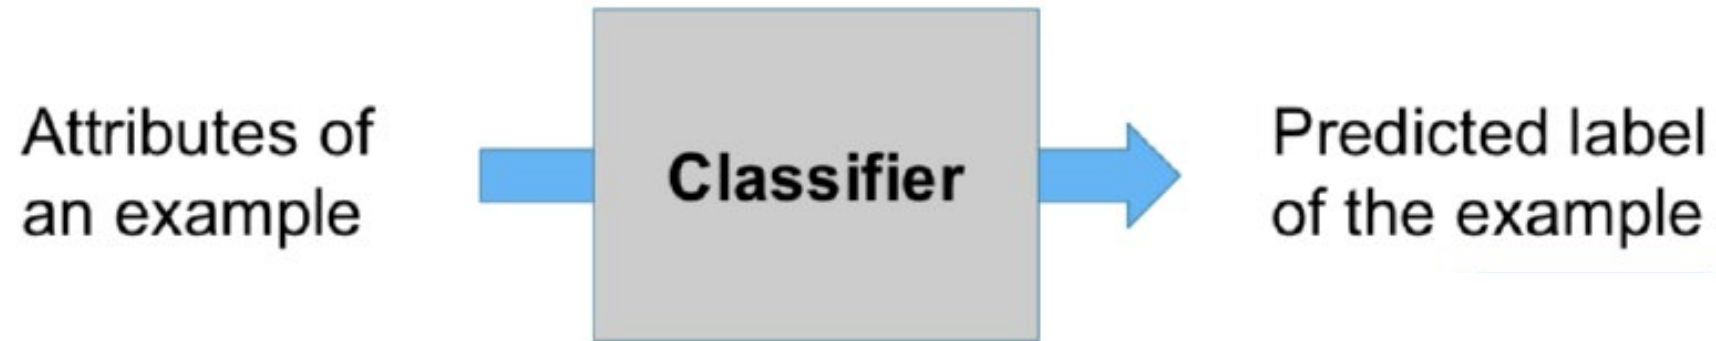 Attributes of
an example
Classifier
Predicted label
of the example